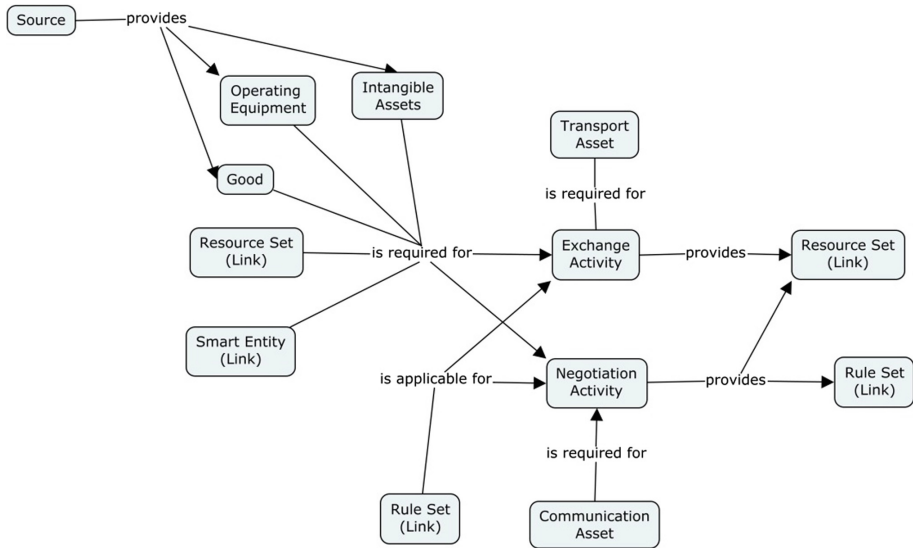 Source
provides
Operating
Equipment
Intangible
Assets
Transport
Asset
Good
is required for
Resource Set
(Link)
is required for
Exchange
Activity
provides
Resource Set
(Link)
Smart Entity
(Link)
is applicable for
Negotiation
Activity
provides
Rule Set
(Link)
is required for
Rule Set
(Link)
Communication
Asset